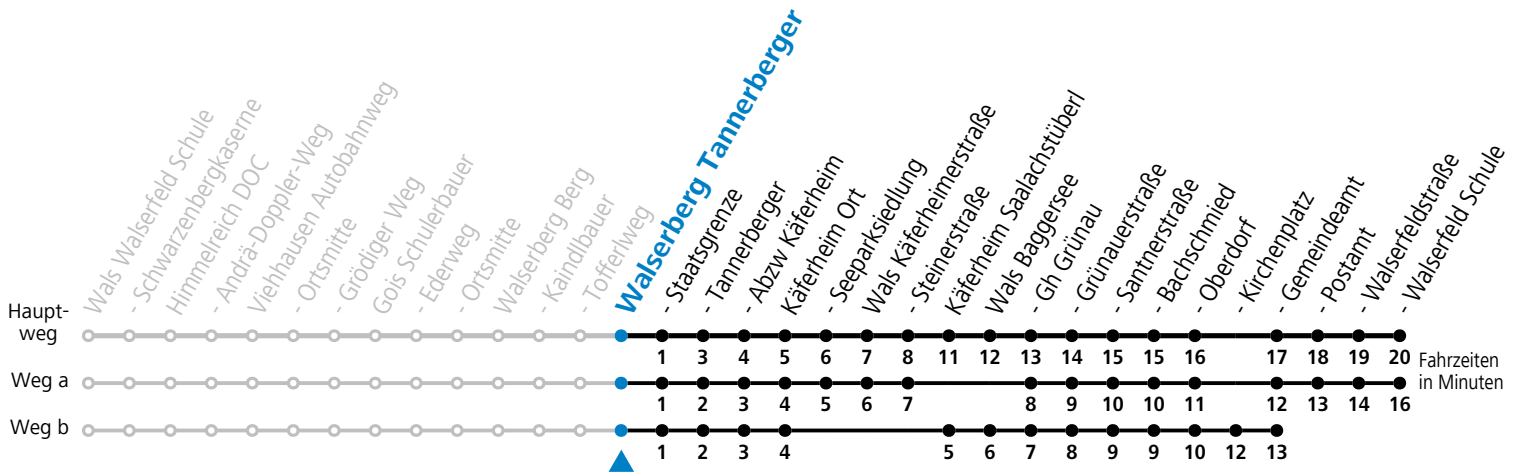 Wals Walserfeld Schule
- Schwarzenbergkaserne
Himmelreich DOC
- Andrä-Doppler-Weg
Viehhausen Autobahnweg
- Ortsmitte
- Grödiger Weg
Gois Schulerbauer
- Ederweg
- Ortsmitte
Walserberg Berg
- Kaindlbauer
- Tofferlweg
Walserberg Tannerberger
- Staatsgrenze
- Tannerberger
- Abzw Käferheim
Käferheim Ort
- Seeparksiedlung
Wals Käferheimerstraße
- Steinerstraße
Käferheim Saalachstüberl
Wals Baggersee
- Gh Grünau
- Grünauerstraße
- Santnerstraße
- Bachschmied
- Oberdorf
- Kirchenplatz
- Gemeindeamt
- Postamt
- Walserfeldstraße
- Walserfeld Schule
Haupt-
weg
1 3 4 5 6 7 8 11 12 13 14 15 15 16 17 18 19 20
Fahrzeiten
in Minuten
Weg a
1 2 3 4 5 6 7 8 9 10 10 11 12 13 14 16
Weg b
1 2 3 4 5 6 7 8 9 9 10 12 13